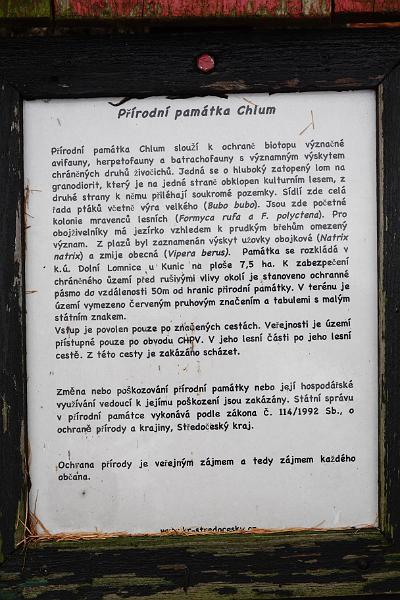 Přírodní památka Chlum
Přírodní památka Chlum slouží k ochraně biotopu význačné
avifauny, herpetofauny a batrachofauny s významným výskytem
chráněných druhů živočichů. Jedná se o hluboký zatopený lom na
granodiorit, který je na jedné straně obklopen kulturním lesem, z
druhé strany k němu přiléhají soukromé pozemky. Sídlí zde celá
řada ptáků včetně výra velkého (Bubo bubo). Jsou zde početné
kolonie mravenců lesních (Formyca rufa a F. polyctena). Pro
obojživelníky má jezírko vzhledem k prudkým břehům omezený
význam. Z plazů byl zaznamenán výskyt užovky obojkové (Natrix
natrix) a zmije obecná (Vipera berus). Památka se rozkládá v
k.ú. Dolní Lomnice u Kunic na ploše 7,5 ha. K zabezpečení
chráněného území před rušivými vlivy okolí je stanoveno ochranné
pásmo do vzdálenosti 50m od hranic přírodní památky. V terénu je
území vymezeno červeným pruhovým značením a tabulemi s malým
státním znakem.
Vstup je povolen pouze po značených cestách. Veřejnosti je území
přístupné pouze po obvodu CHPV. V jeho lesní části po jeho lesní
cestě. Z této cesty je zakázáno scházet.
Změna nebo poškozování přírodní památky nebo její hospodářské
využívání vedoucí k jejímu poškození jsou zakázány. Státní správu
v přírodní památce vykonává podle zákona č. 114/1992 Sb., o
ochraně přírody a krajiny, Středočeský kraj.
Ochrana přírody je veřejným zájmem a tedy zájmem každého
občana.
www.kr-stredocesky.cz